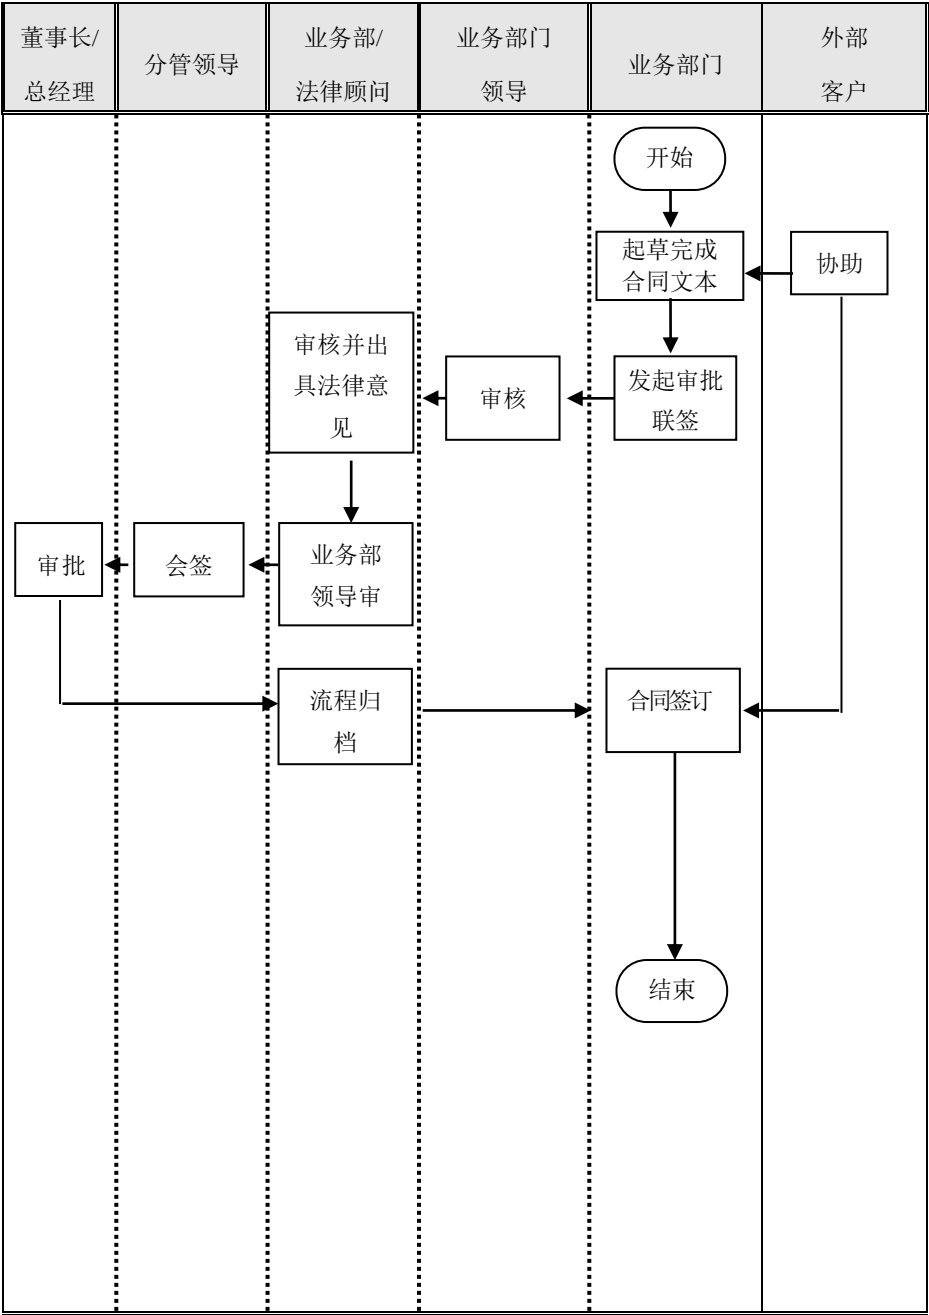 董事长/
总经理
分管领导
业务部/
法律顾问
业务部门
领导
业务部门
外部
客户
开始
起草完成
合同文本
协助
审核并出
具法律意
见
审核
发起审批
联签
审批
会签
业务部
领导审
流程归
档
合同签订
结束